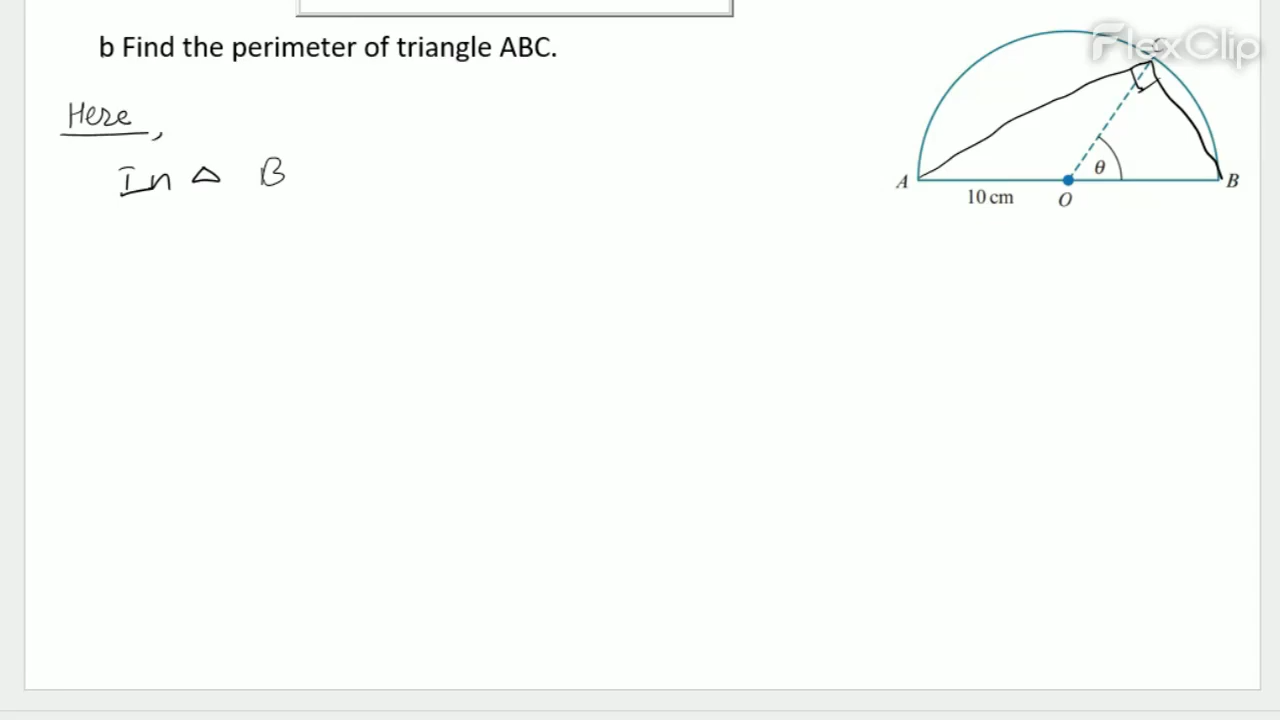 b Find the perimeter of triangle ABC.
FlexClip
C
Here,
In △ B
θ
A
B
10 cm
O